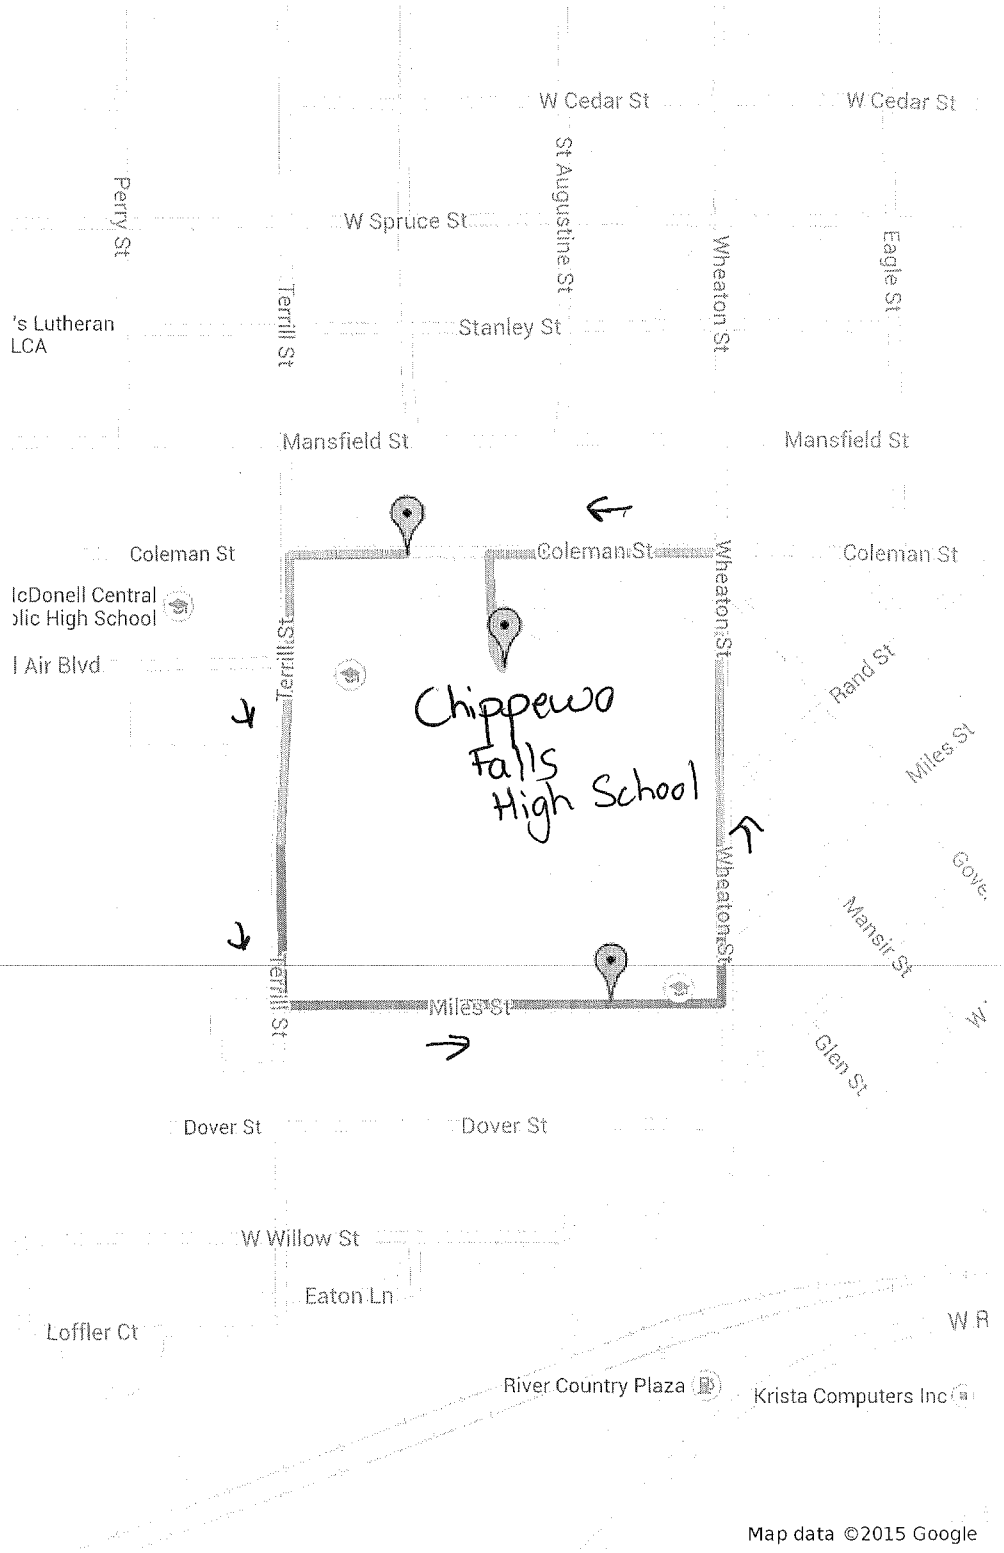 W Cedar St
W Cedar St
St Augustine St
Perry St
W Spruce St
Wheaton St
Eagle St
Terrill St
's Lutheran
LCA
Stanley St
Mansfield St
Mansfield St
Coleman St
Coleman St
Wheaton St
Coleman St
IcDonell Central
olic High School
Terrill St
l Air Blvd
Rand St
Chippewa
Falls
High School
Miles St
Wheaton St
Gove
Mansir St
Terrill St
Miles St
W
Glen St
Dover St
Dover St
W Willow St
Eaton Ln
Loffler Ct
W R
River Country Plaza
Krista Computers Inc
Map data ©2015 Google